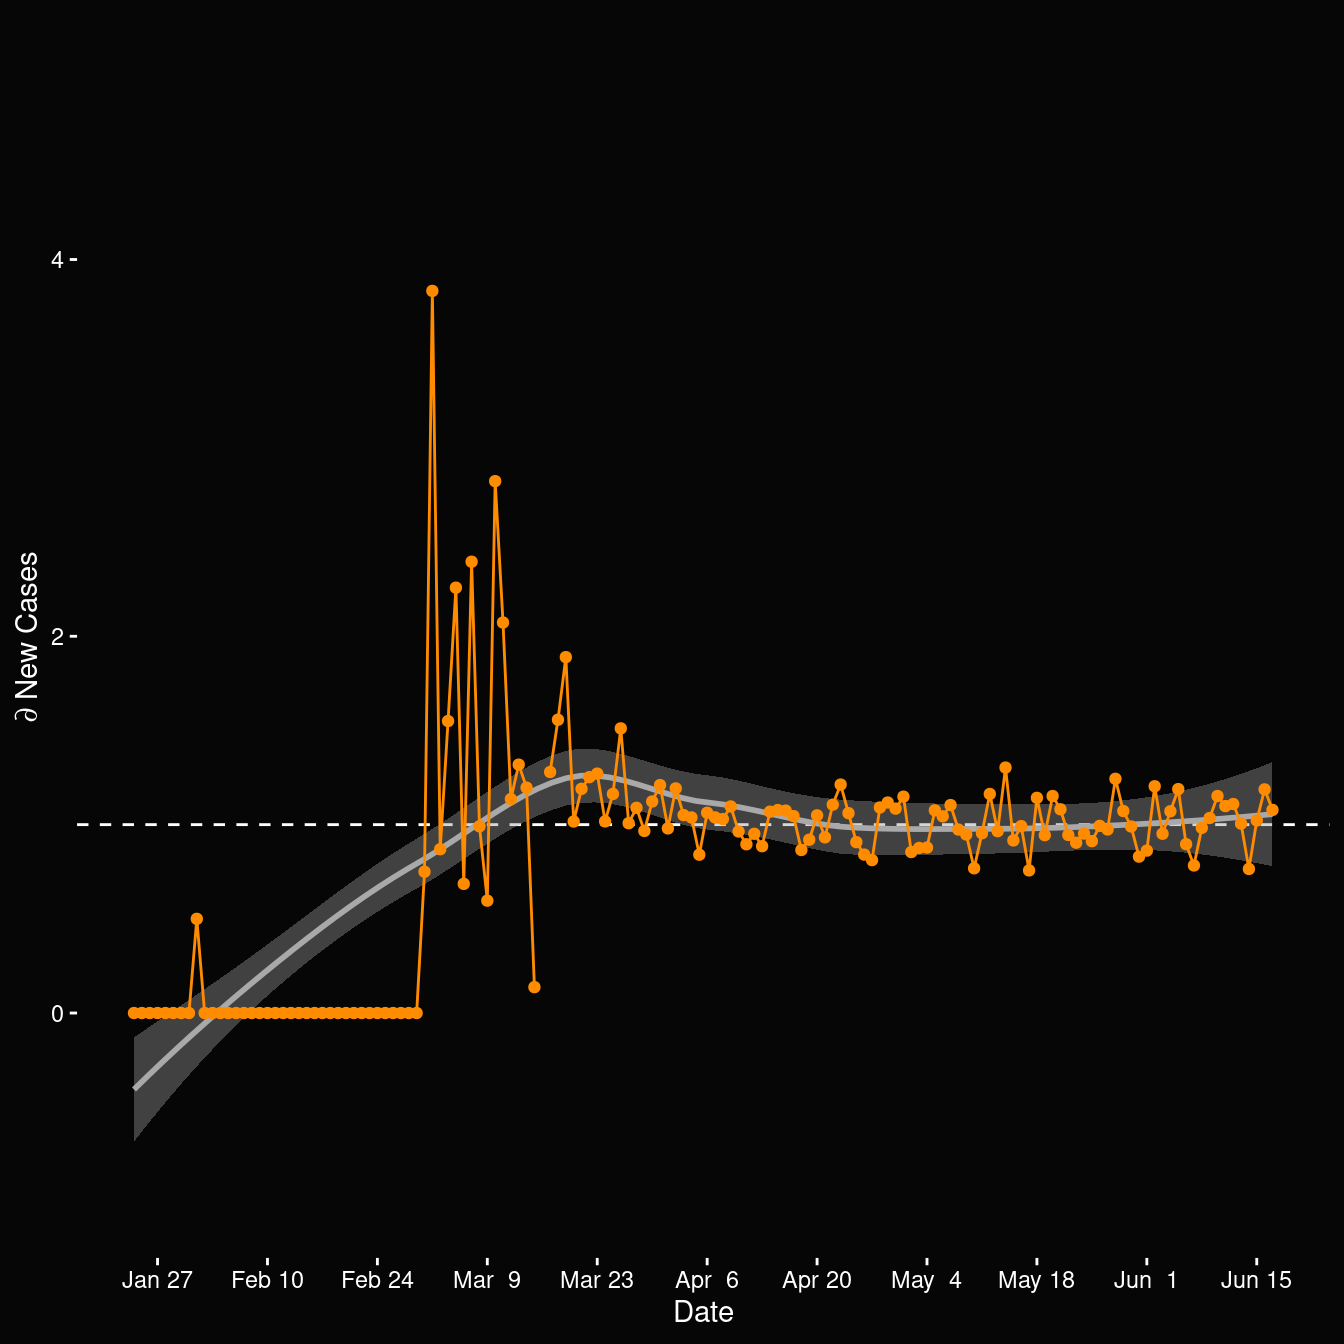 4
2
0
∂ New Cases
Jan 27 Feb 10 Feb 24 Mar  9 Mar 23 Apr  6 Apr 20 May  4 May 18 Jun  1 Jun 15
Date